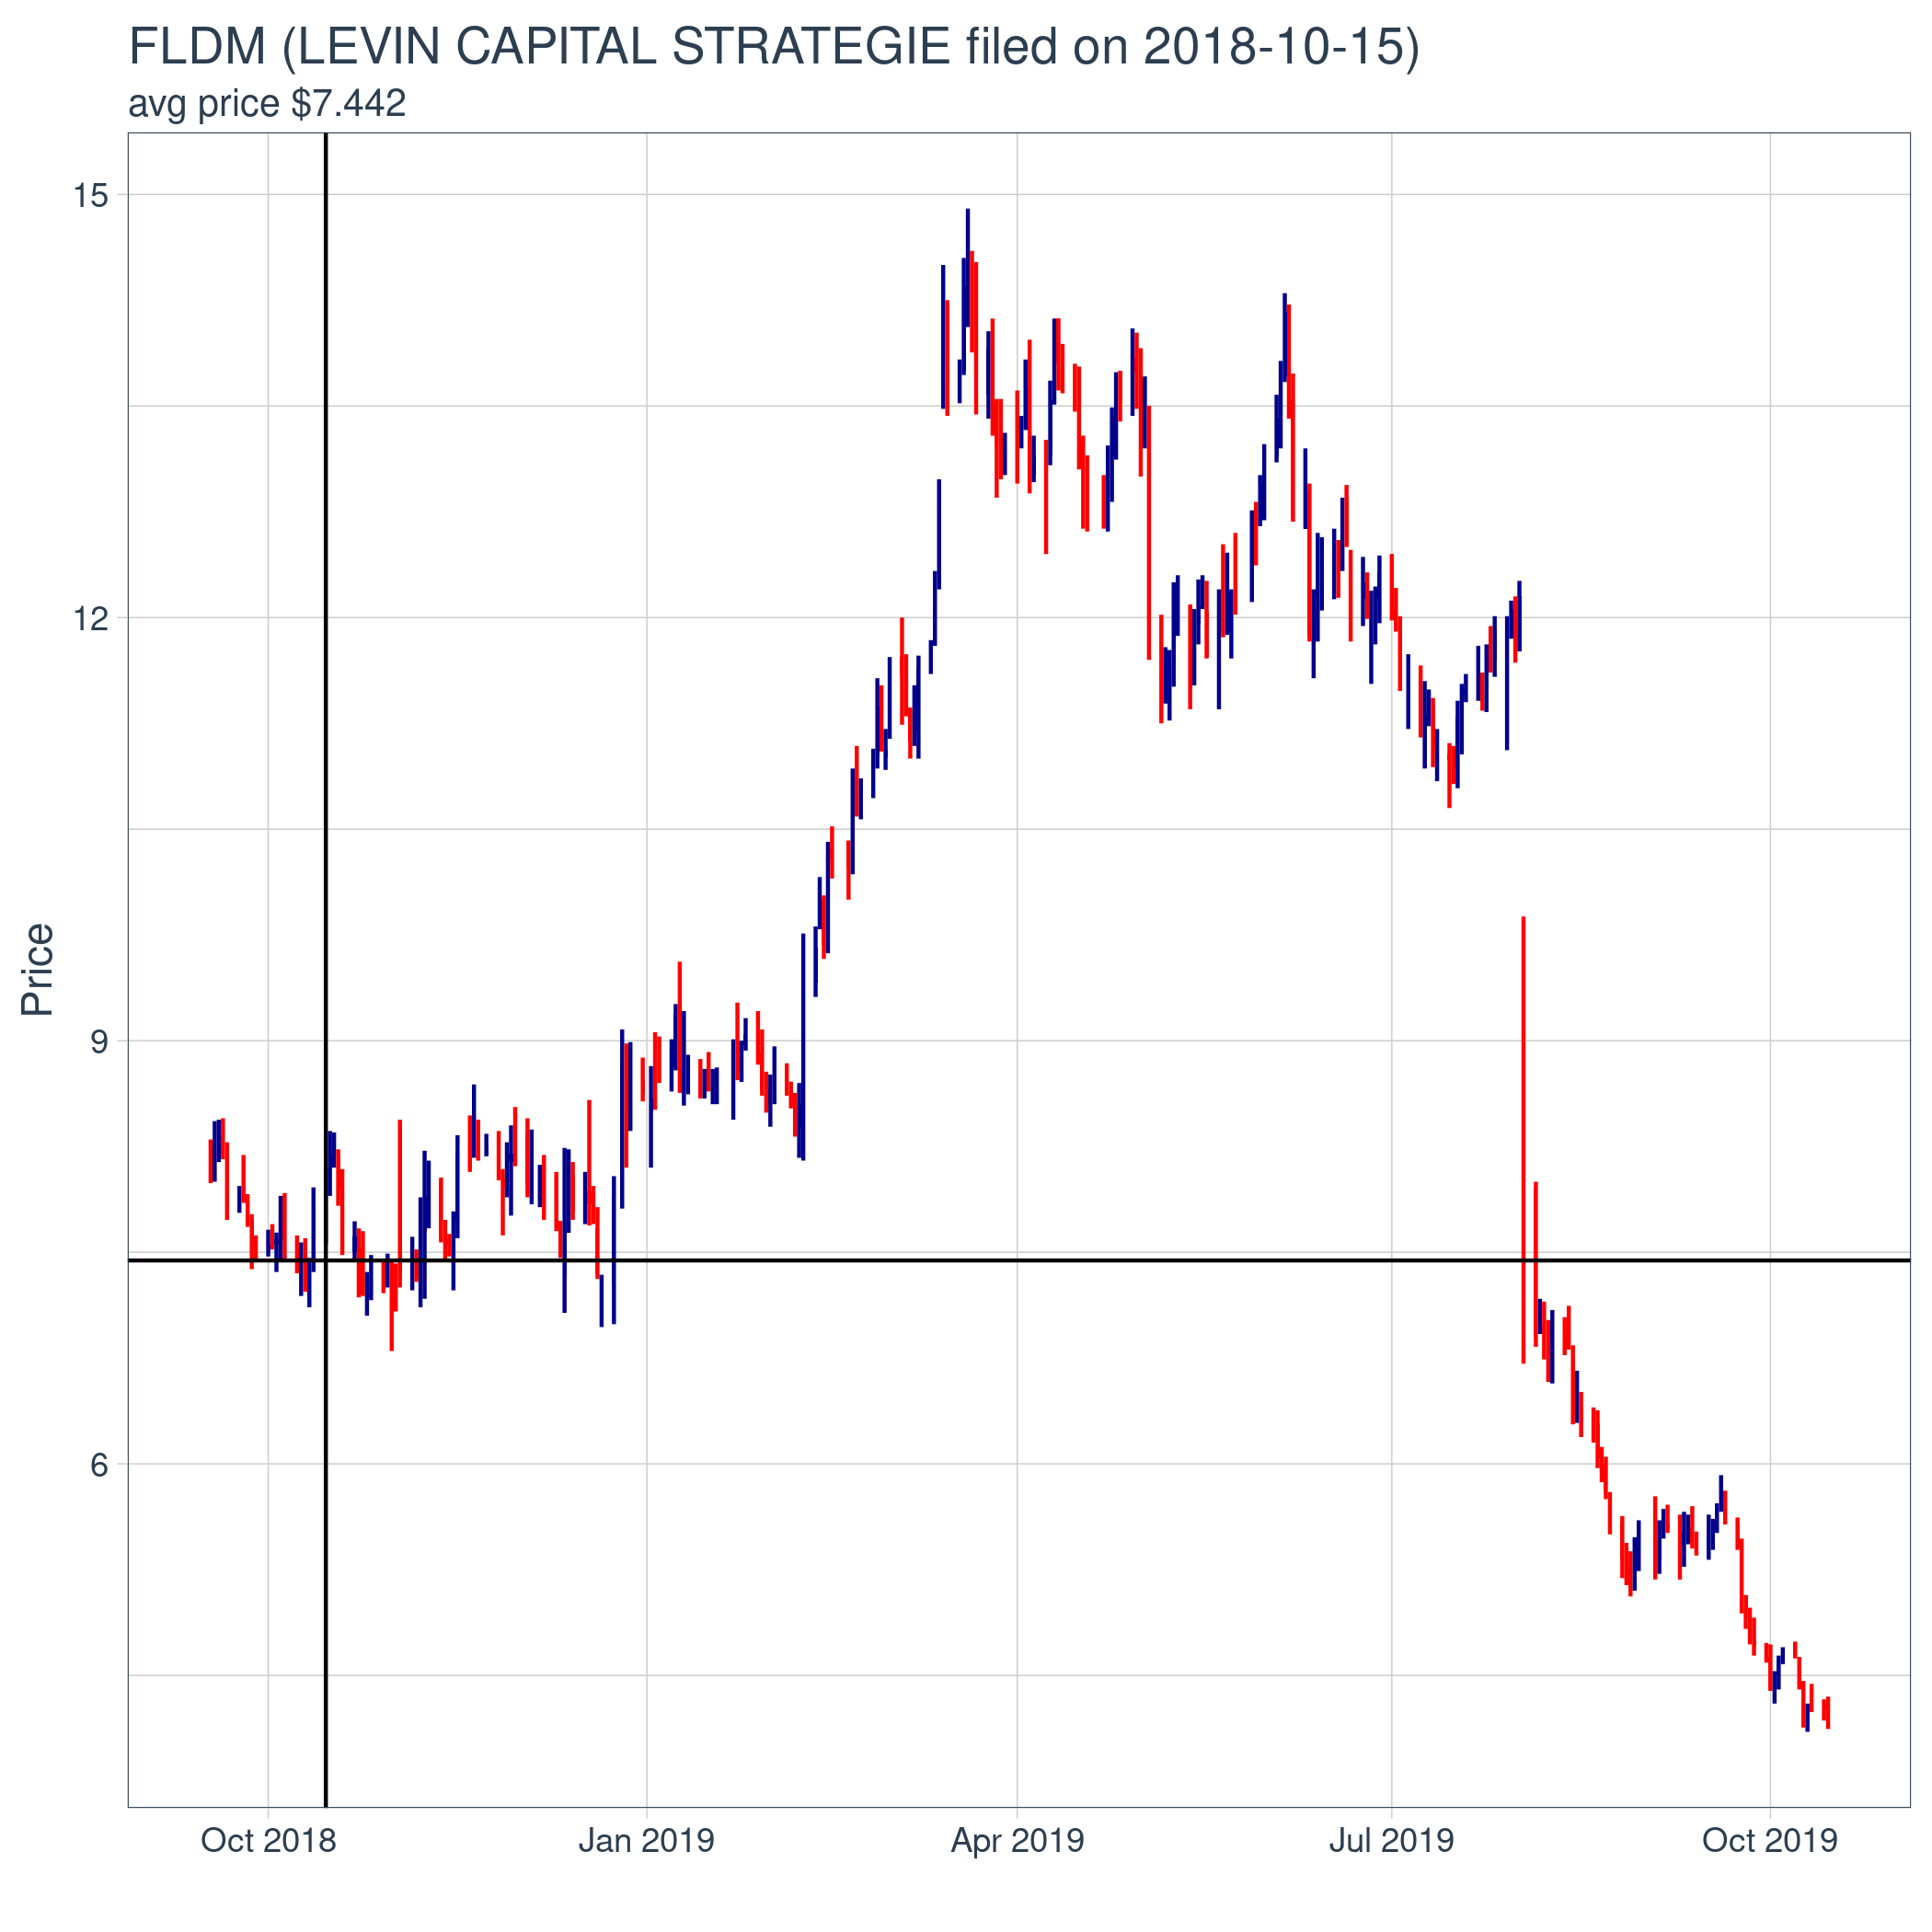 FLDM (LEVIN CAPITAL STRATEGIE filed on 2018-10-15)
avg price $7.442
15
12
9
6
Price
Oct 2018
Jan 2019
Apr 2019
Jul 2019
Oct 2019